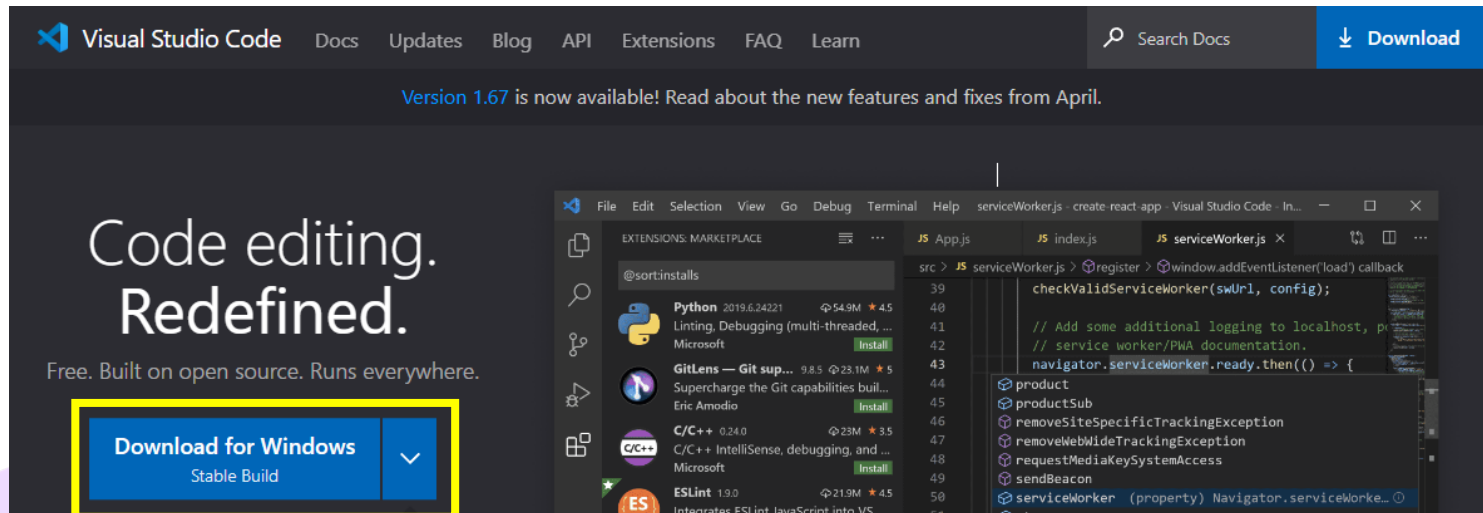 Visual Studio Code Docs Updates Blog API Extensions FAQ Learn Search Docs Download
Version 1.67 is now available! Read about the new features and fixes from April.
Code editing.
Redefined.
Free. Built on open source. Runs everywhere.
Download for Windows
Stable Build
File Edit Selection View Go Debug Terminal Help serviceWorker.js - create-react-app - Visual Studio Code - In...
EXTENSIONS: MARKETPLACE
@sort:installs
Python 2019.6.24221 54.9M ★ 4.5
Linting, Debugging (multi-threaded, ...
Microsoft Install
GitLens — Git sup... 9.8.5 23.1M ★ 5
Supercharge the Git capabilities buil...
Eric Amodio Install
C/C++ 0.24.0 23M ★ 3.5
C/C++
C/C++ IntelliSense, debugging, and ...
Microsoft Install
ESLint 1.9.0 21.9M ★ 4.5
ES
Integrates ESLint JavaScript into VS
JS App.js JS index.js JS serviceWorker.js ×
src > JS serviceWorker.js > register > window.addEventListener('load') callback
39 checkValidServiceWorker(swUrl, config);
40
41 // Add some additional logging to localhost,
42 // service worker/PWA documentation.
43 navigator.serviceWorker.ready.then(() => {
44 product
45 productSub
46 removeSiteSpecificTrackingException
47 removeWebWideTrackingException
48 requestMediaKeySystemAccess
49 sendBeacon
50 serviceWorker (property) Navigator.serviceWorke...